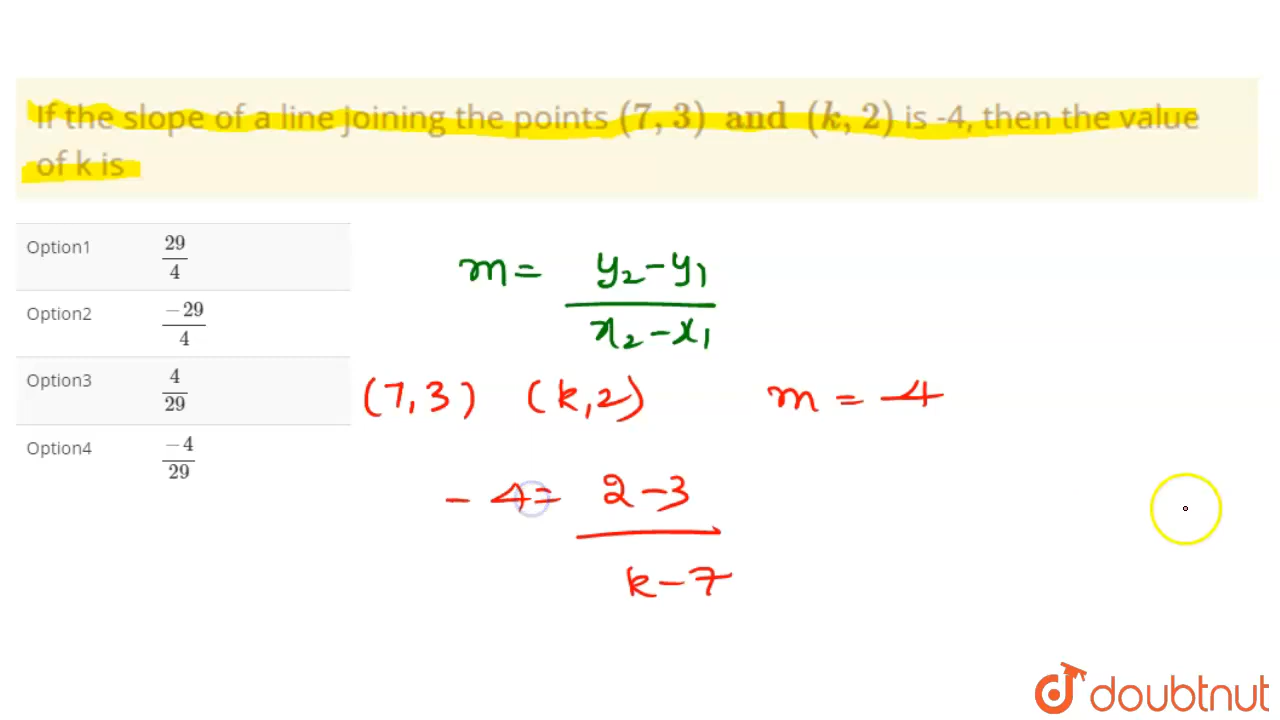 If the slope of a line Joining the points (7, 3) and (k, 2) is -4, then the value
of k is
Option1 29/4
Option2 -29/4
Option3 4/29
Option4 -4/29
m = y₂-y₁
x₂-x₁
(7,3) (k,2) m = -4
- 4 = 2-3
k-7
doubtnut